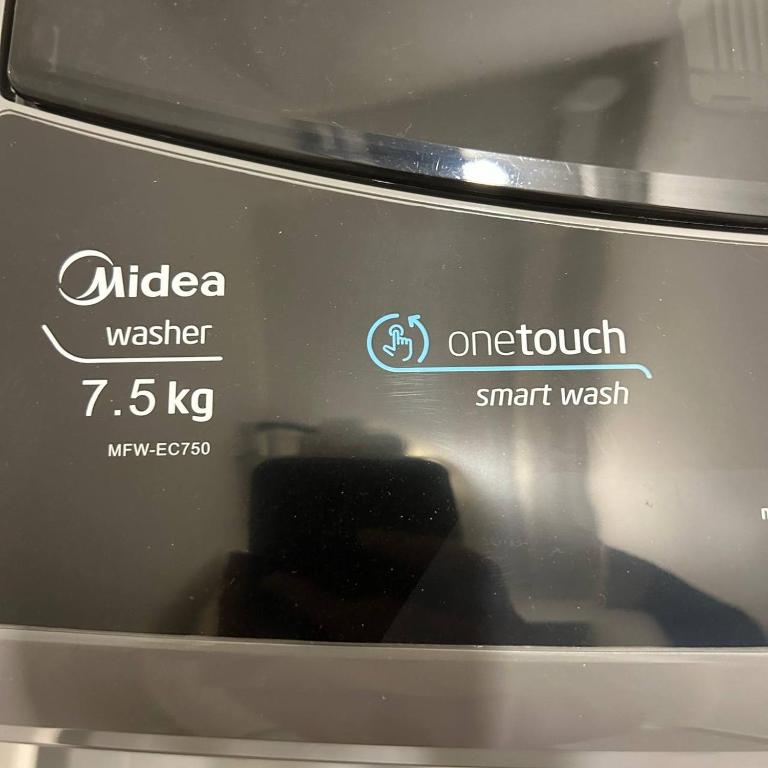 Midea
washer
7.5 kg
MFW-EC750
onetouch
smart wash